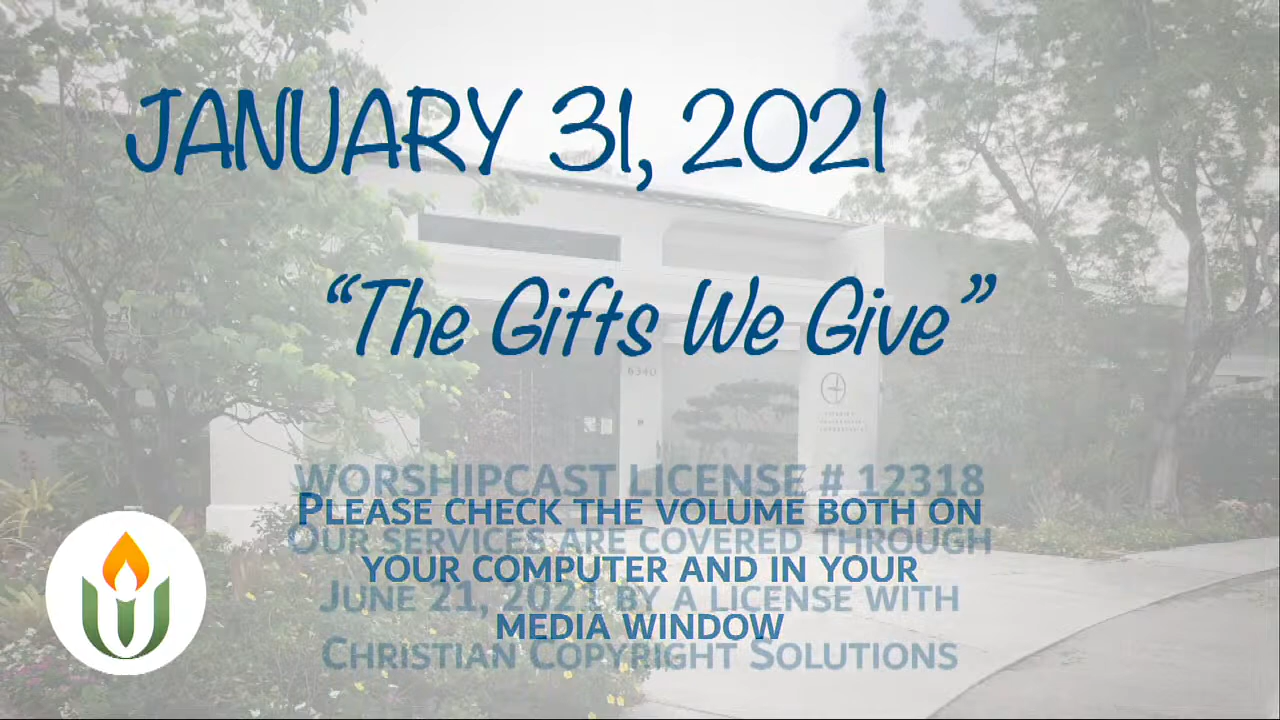 JANUARY 31, 2021
“The Gifts We Give”
6340
WORSHIPCAST LICENSE # 12318
PLEASE CHECK THE VOLUME BOTH ON
OUR SERVICES ARE COVERED THROUGH
YOUR COMPUTER AND IN YOUR
JUNE 21, 2021 BY A LICENSE WITH
MEDIA WINDOW
CHRISTIAN COPYRIGHT SOLUTIONS